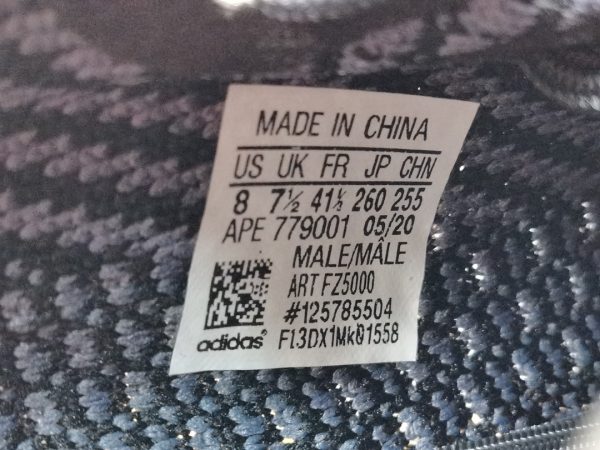 MADE IN CHINA
US UK FR JP CHN
8 7½ 41⅓ 260 255
APE 779001 05/20
MALE/MÂLE
ART FZ5000
#125785504
adidas®